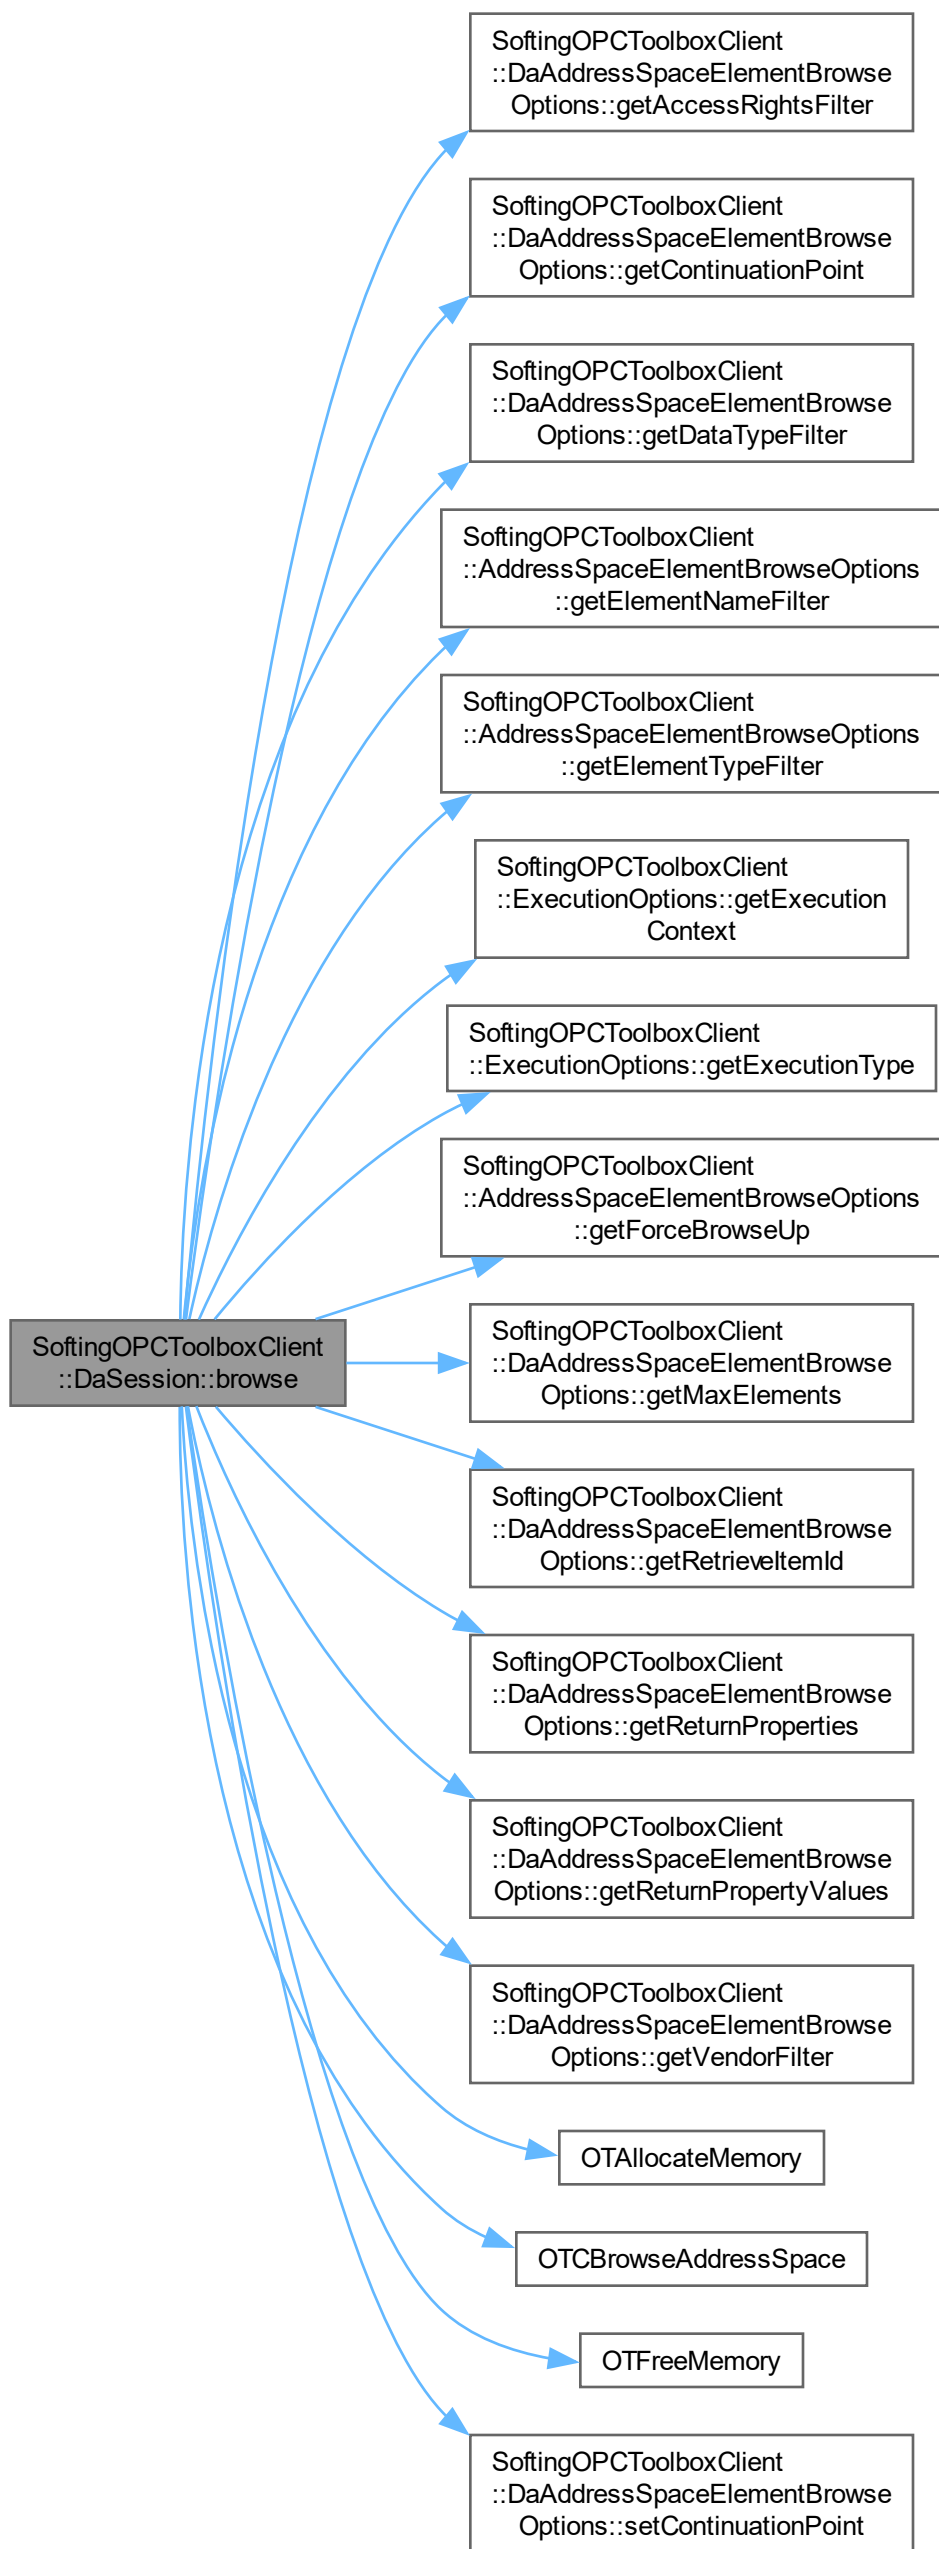 SoftingOPCToolboxClient
::DaAddressSpaceElementBrowse
Options::getAccessRightsFilter
SoftingOPCToolboxClient
::DaAddressSpaceElementBrowse
Options::getContinuationPoint
SoftingOPCToolboxClient
::DaAddressSpaceElementBrowse
Options::getDataTypeFilter
SoftingOPCToolboxClient
::AddressSpaceElementBrowseOptions
::getElementNameFilter
SoftingOPCToolboxClient
::AddressSpaceElementBrowseOptions
::getElementTypeFilter
SoftingOPCToolboxClient
::ExecutionOptions::getExecution
Context
SoftingOPCToolboxClient
::ExecutionOptions::getExecutionType
SoftingOPCToolboxClient
::AddressSpaceElementBrowseOptions
::getForceBrowseUp
SoftingOPCToolboxClient
::DaSession::browse
SoftingOPCToolboxClient
::DaAddressSpaceElementBrowse
Options::getMaxElements
SoftingOPCToolboxClient
::DaAddressSpaceElementBrowse
Options::getRetrieveItemId
SoftingOPCToolboxClient
::DaAddressSpaceElementBrowse
Options::getReturnProperties
SoftingOPCToolboxClient
::DaAddressSpaceElementBrowse
Options::getReturnPropertyValues
SoftingOPCToolboxClient
::DaAddressSpaceElementBrowse
Options::getVendorFilter
OTAllocateMemory
OTCBrowseAddressSpace
OTFreeMemory
SoftingOPCToolboxClient
::DaAddressSpaceElementBrowse
Options::setContinuationPoint